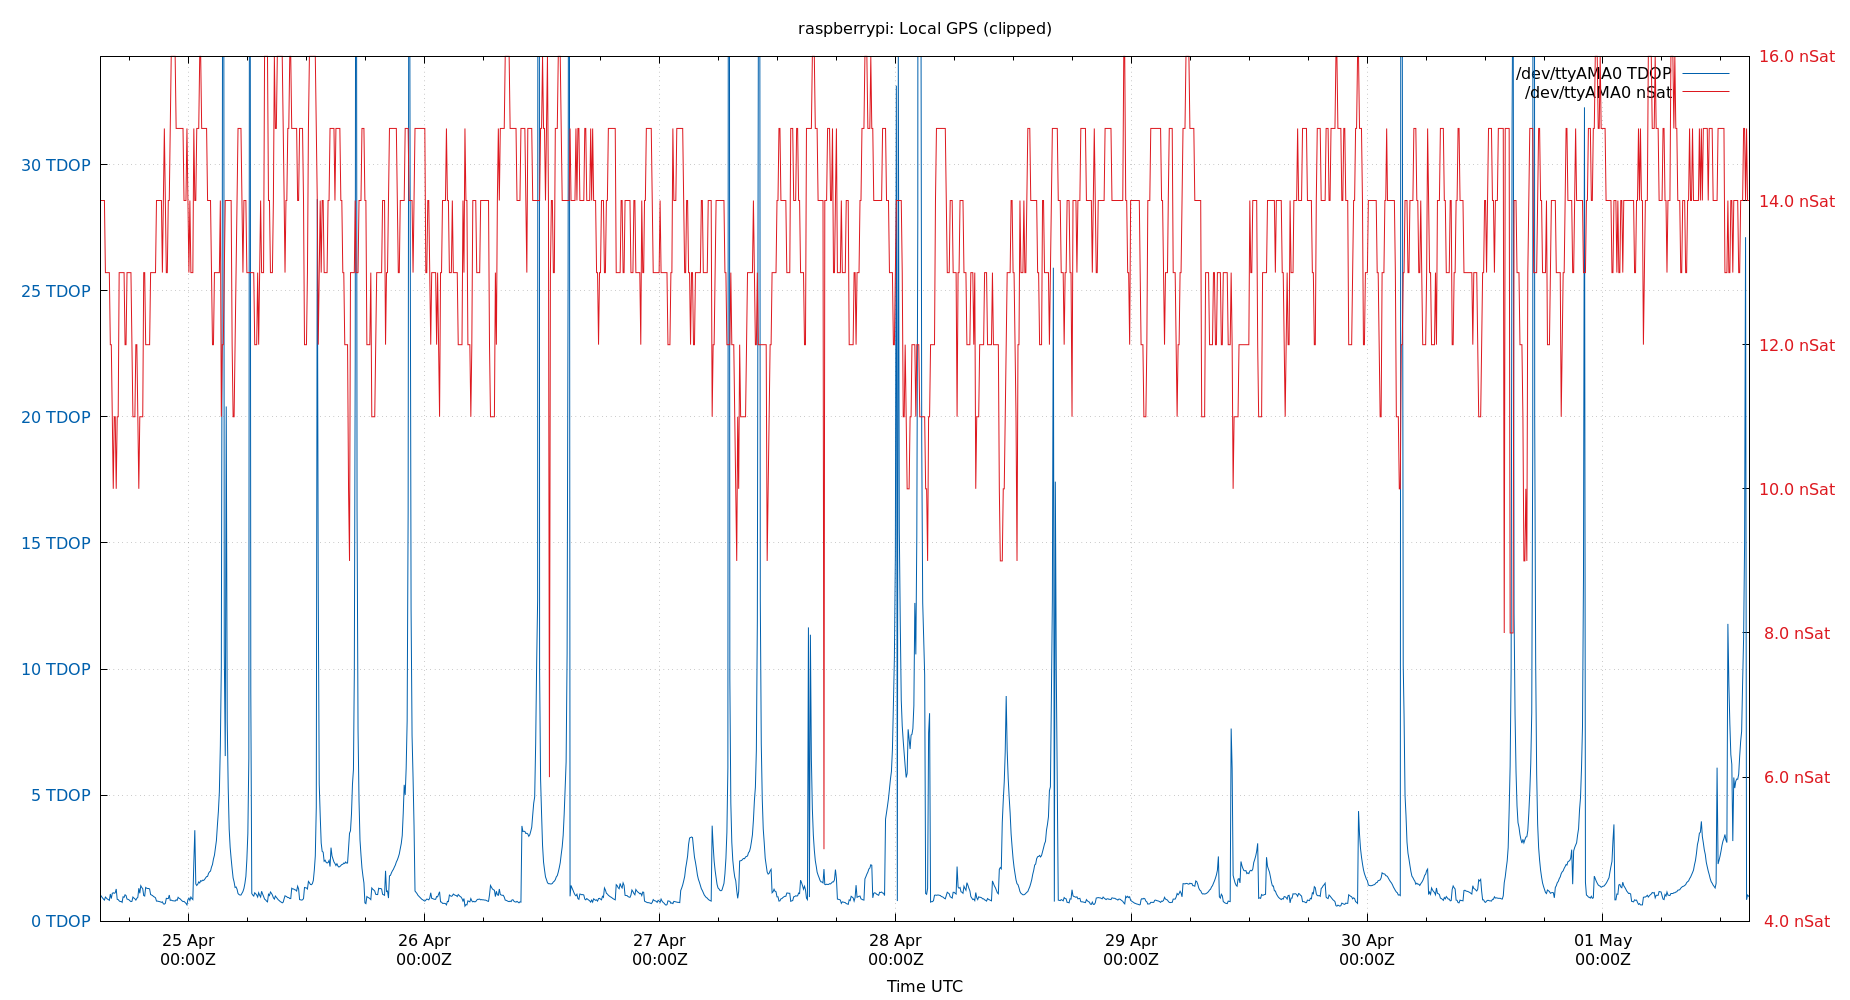 raspberrypi: Local GPS (clipped)
/dev/ttyAMA0 TDOP
/dev/ttyAMA0 nSat
30 TDOP
25 TDOP
20 TDOP
15 TDOP
10 TDOP
5 TDOP
0 TDOP
16.0 nSat
14.0 nSat
12.0 nSat
10.0 nSat
8.0 nSat
6.0 nSat
4.0 nSat
25 Apr
00:00Z
26 Apr
00:00Z
27 Apr
00:00Z
28 Apr
00:00Z
29 Apr
00:00Z
30 Apr
00:00Z
01 May
00:00Z
Time UTC